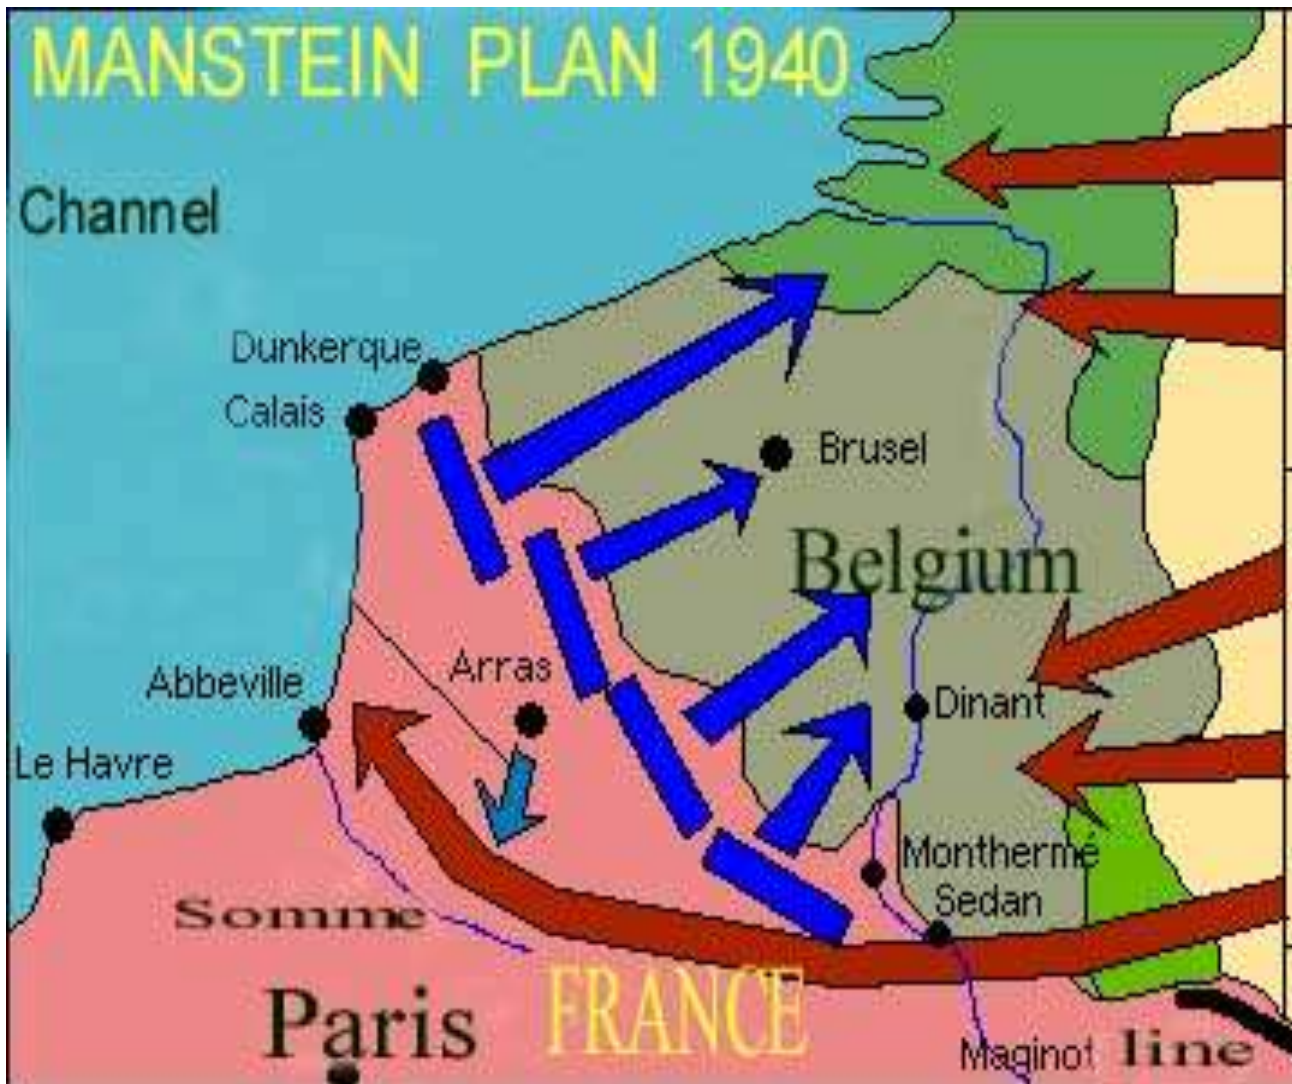 MANSTEIN PLAN 1940
Channel
Dunkerque
Calais
Brusel
Belgium
Arras
Abbeville
Dinant
Le Havre
Monthermé
Sedan
Somme
Paris
FRANCE
Maginot line